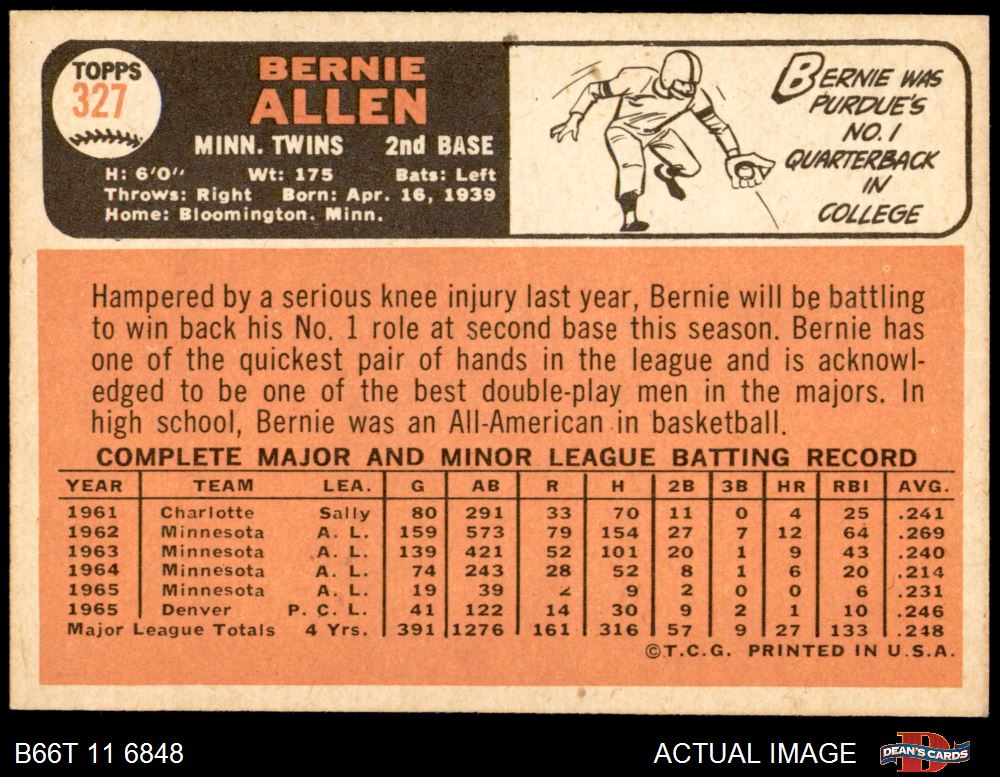 TOPPS
327
BERNIE
ALLEN
MINN. TWINS 2nd BASE
H: 6'0" Wt: 175 Bats: Left
Throws: Right Born: Apr. 16, 1939
Home: Bloomington. Minn.
BERNIE WAS
PURDUE'S
NO. 1
QUARTERBACK
IN
COLLEGE
Hampered by a serious knee injury last year, Bernie will be battling
to win back his No. 1 role at second base this season. Bernie has
one of the quickest pair of hands in the league and is acknowl-
edged to be one of the best double-play men in the majors. In
high school, Bernie was an All-American in basketball.
COMPLETE MAJOR AND MINOR LEAGUE BATTING RECORD
YEAR TEAM LEA. G AB R H 2B 3B HR RBI AVG.
1961 Charlotte Sally 80 291 33 70 11 0 4 25 .241
1962 Minnesota A. L. 159 573 79 154 27 7 12 64 .269
1963 Minnesota A. L. 139 421 52 101 20 1 9 43 .240
1964 Minnesota A. L. 74 243 28 52 8 1 6 20 .214
1965 Minnesota A. L. 19 39 2 9 2 0 0 6 .231
1965 Denver P. C. L. 41 122 14 30 9 2 1 10 .246
Major League Totals 4 Yrs. 391 1276 161 316 57 9 27 133 .248
©T.C.G. PRINTED IN U.S.A.
B66T 11 6848 ACTUAL IMAGE DEAN'S CARDS